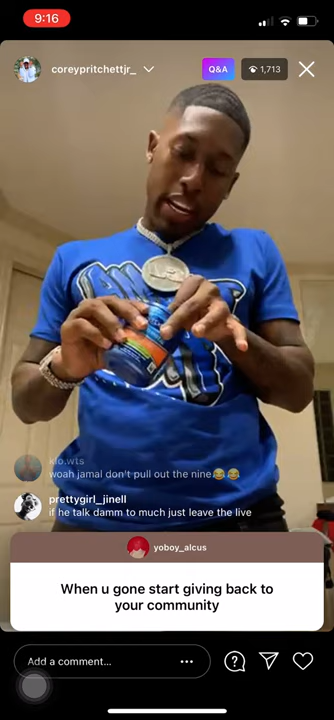 9:16
coreypritchettjr_
Q&A
1,713
klo.wts
woah jamal don't pull out the nine😂😂
prettygirl_jinell
if he talk damm to much just leave the live
yoboy_alcus
When u gone start giving back to
your community
Add a comment...